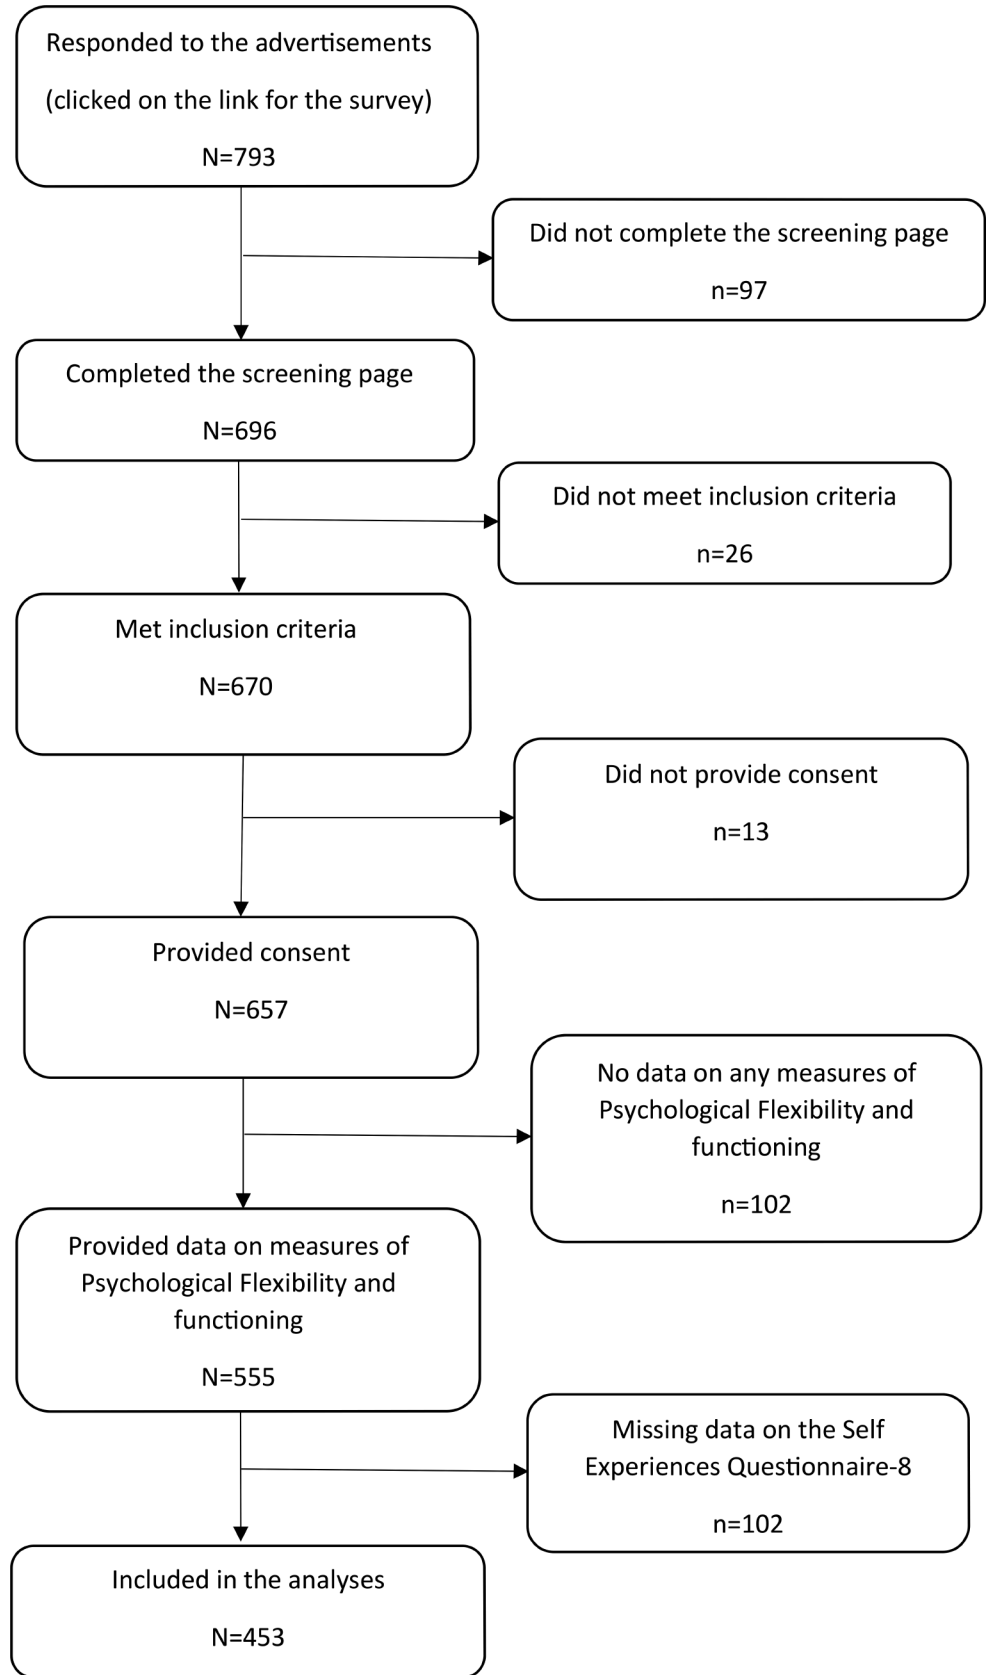 Responded to the advertisements
(clicked on the link for the survey)
N=793
Did not complete the screening page
n=97
Completed the screening page
N=696
Did not meet inclusion criteria
n=26
Met inclusion criteria
N=670
Did not provide consent
n=13
Provided consent
N=657
No data on any measures of
Psychological Flexibility and
functioning
n=102
Provided data on measures of
Psychological Flexibility and
functioning
N=555
Missing data on the Self
Experiences Questionnaire-8
n=102
Included in the analyses
N=453